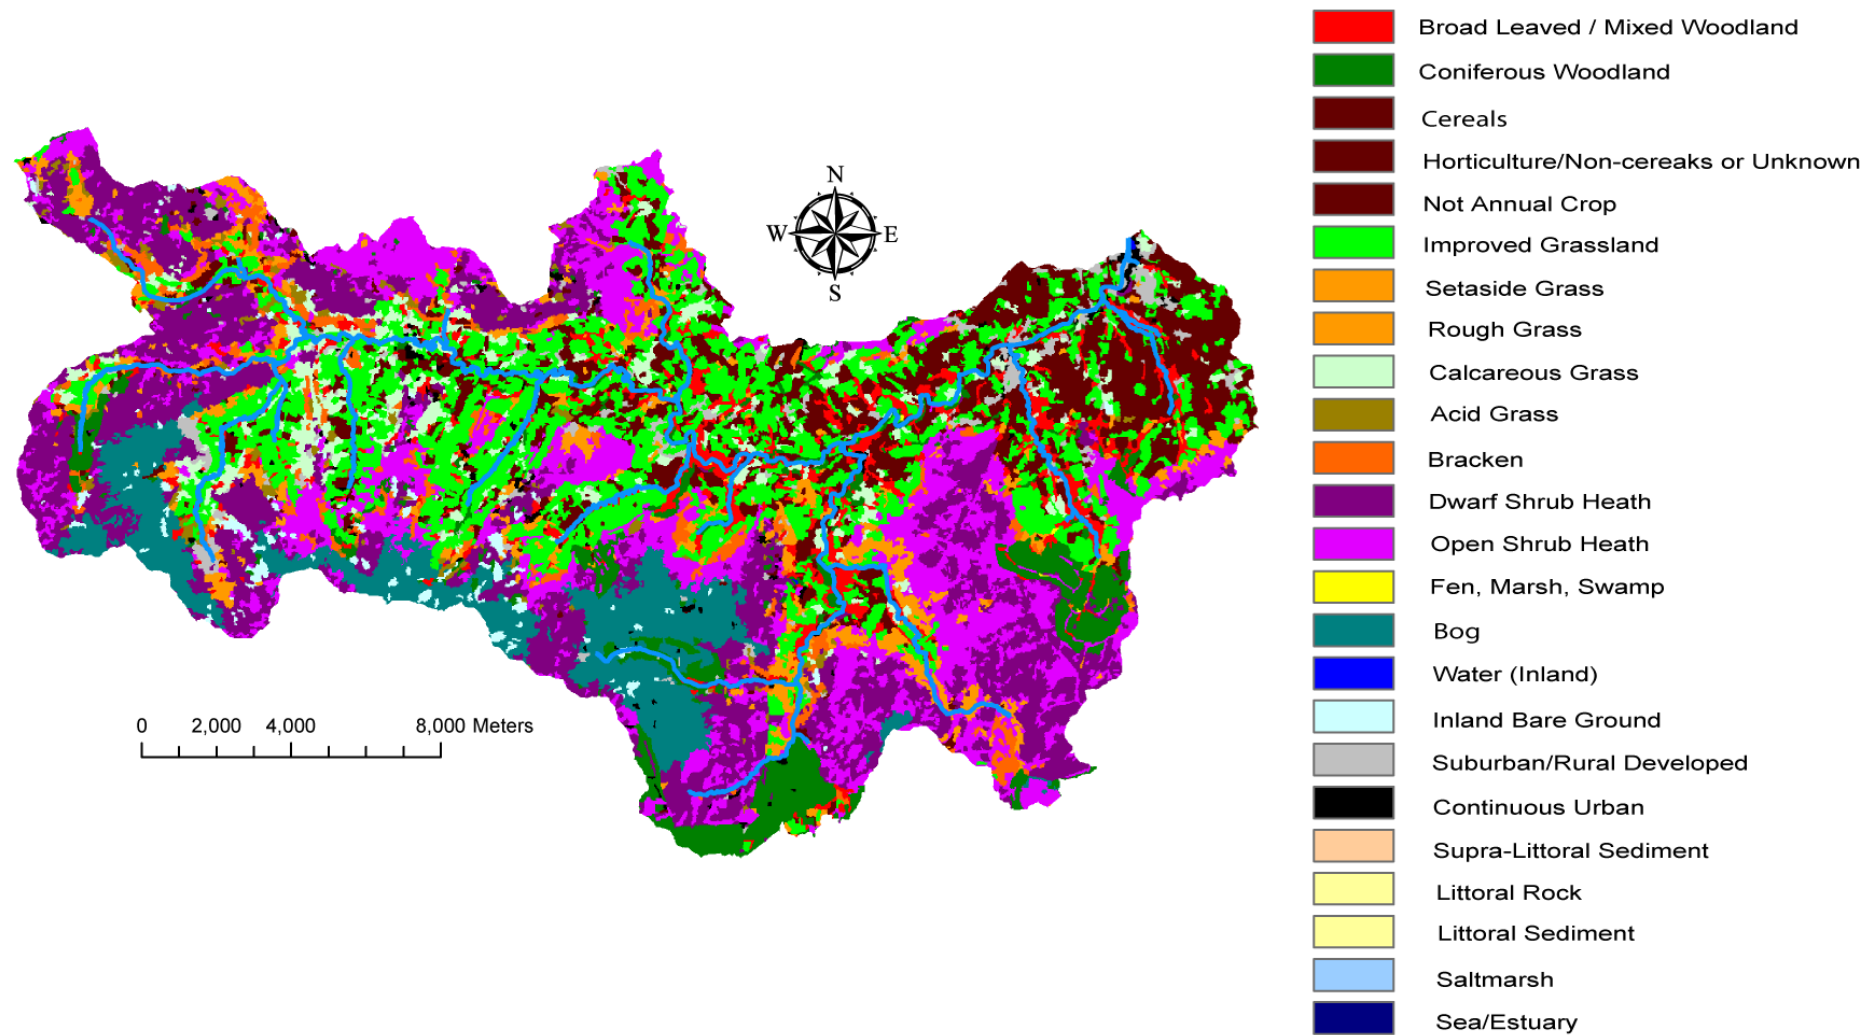 Broad Leaved / Mixed Woodland
Coniferous Woodland
Cereals
Horticulture/Non-cereaks or Unknown
Not Annual Crop
Improved Grassland
Setaside Grass
Rough Grass
Calcareous Grass
Acid Grass
Bracken
Dwarf Shrub Heath
Open Shrub Heath
Fen, Marsh, Swamp
Bog
Water (Inland)
Inland Bare Ground
Suburban/Rural Developed
Continuous Urban
Supra-Littoral Sediment
Littoral Rock
Littoral Sediment
Saltmarsh
Sea/Estuary
N
W E
S
0 2,000 4,000 8,000 Meters